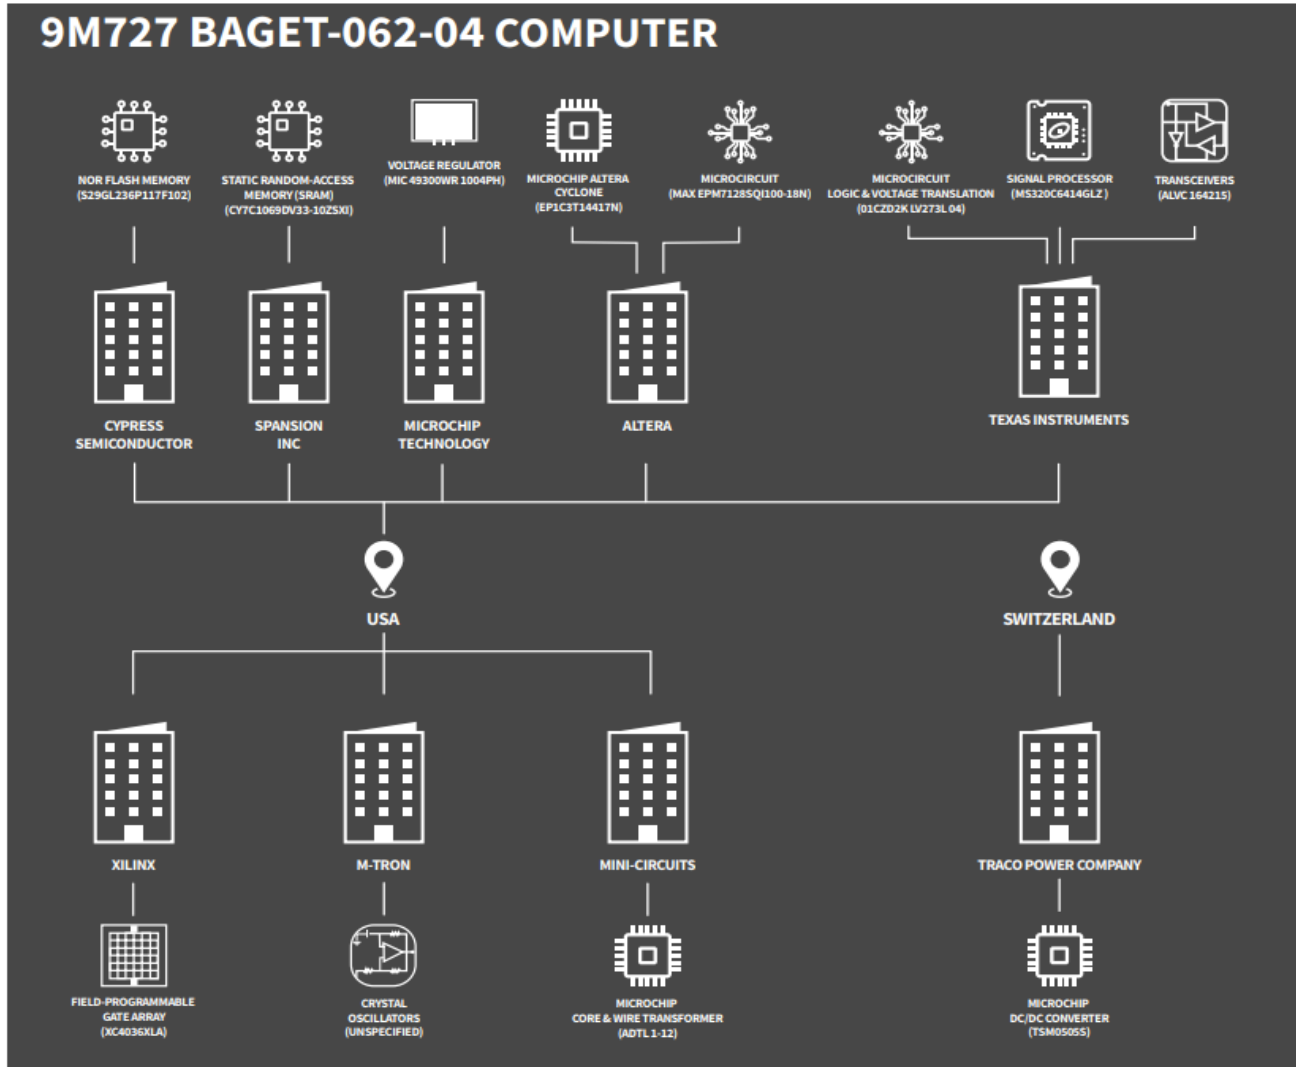 9M727 BAGET-062-04 COMPUTER
NOR FLASH MEMORY
(S29GL236P117F102)
STATIC RANDOM-ACCESS
MEMORY (SRAM)
(CY7C1069DV33-10ZSXI)
VOLTAGE REGULATOR
(MIC 49300WR 1004PH)
MICROCHIP ALTERA
CYCLONE
(EP1C3T14417N)
MICROCIRCUIT
(MAX EPM7128SQI100-18N)
MICROCIRCUIT
LOGIC & VOLTAGE TRANSLATION
(01CZD2K LV273L 04)
SIGNAL PROCESSOR
(MS320C6414GLZ )
TRANSCEIVERS
(ALVC 164215)
CYPRESS
SEMICONDUCTOR
SPANSION
INC
MICROCHIP
TECHNOLOGY
ALTERA
TEXAS INSTRUMENTS
USA
SWITZERLAND
XILINX
M-TRON
MINI-CIRCUITS
TRACO POWER COMPANY
FIELD-PROGRAMMABLE
GATE ARRAY
(XC4036XLA)
CRYSTAL
OSCILLATORS
(UNSPECIFIED)
MICROCHIP
CORE & WIRE TRANSFORMER
(ADTL 1-12)
MICROCHIP
DC/DC CONVERTER
(TSM0505S)